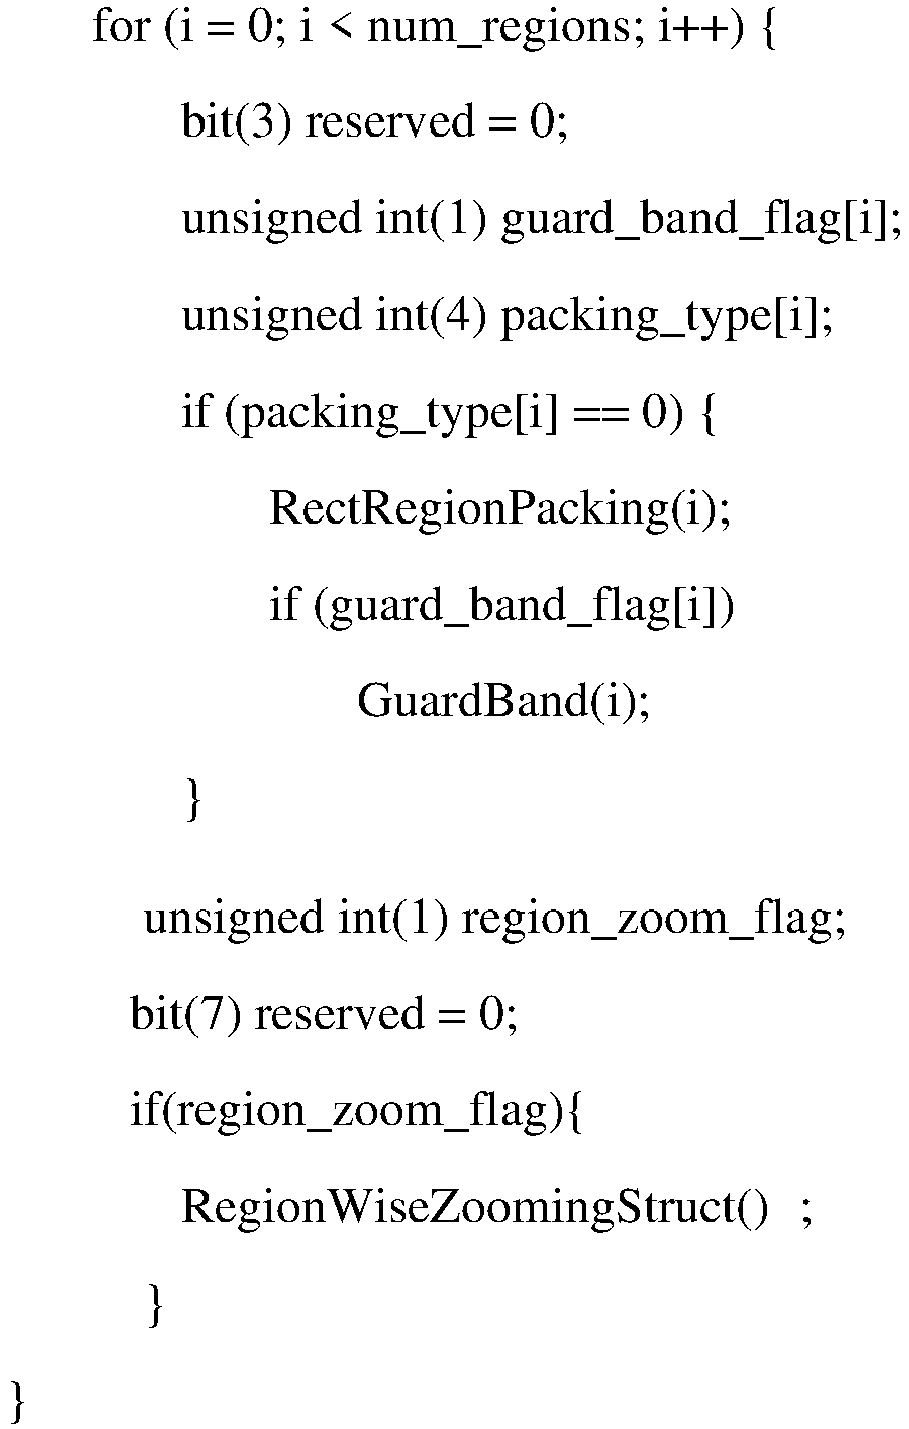 for (i = 0; i < num_regions; i++) {
bit(3) reserved = 0;
unsigned int(1) guard_band_flag[i];
unsigned int(4) packing_type[i];
if (packing_type[i] == 0) {
RectRegionPacking(i);
if (guard_band_flag[i])
GuardBand(i);
}
unsigned int(1) region_zoom_flag;
bit(7) reserved = 0;
if(region_zoom_flag){
RegionWiseZoomingStruct() ;
}
}